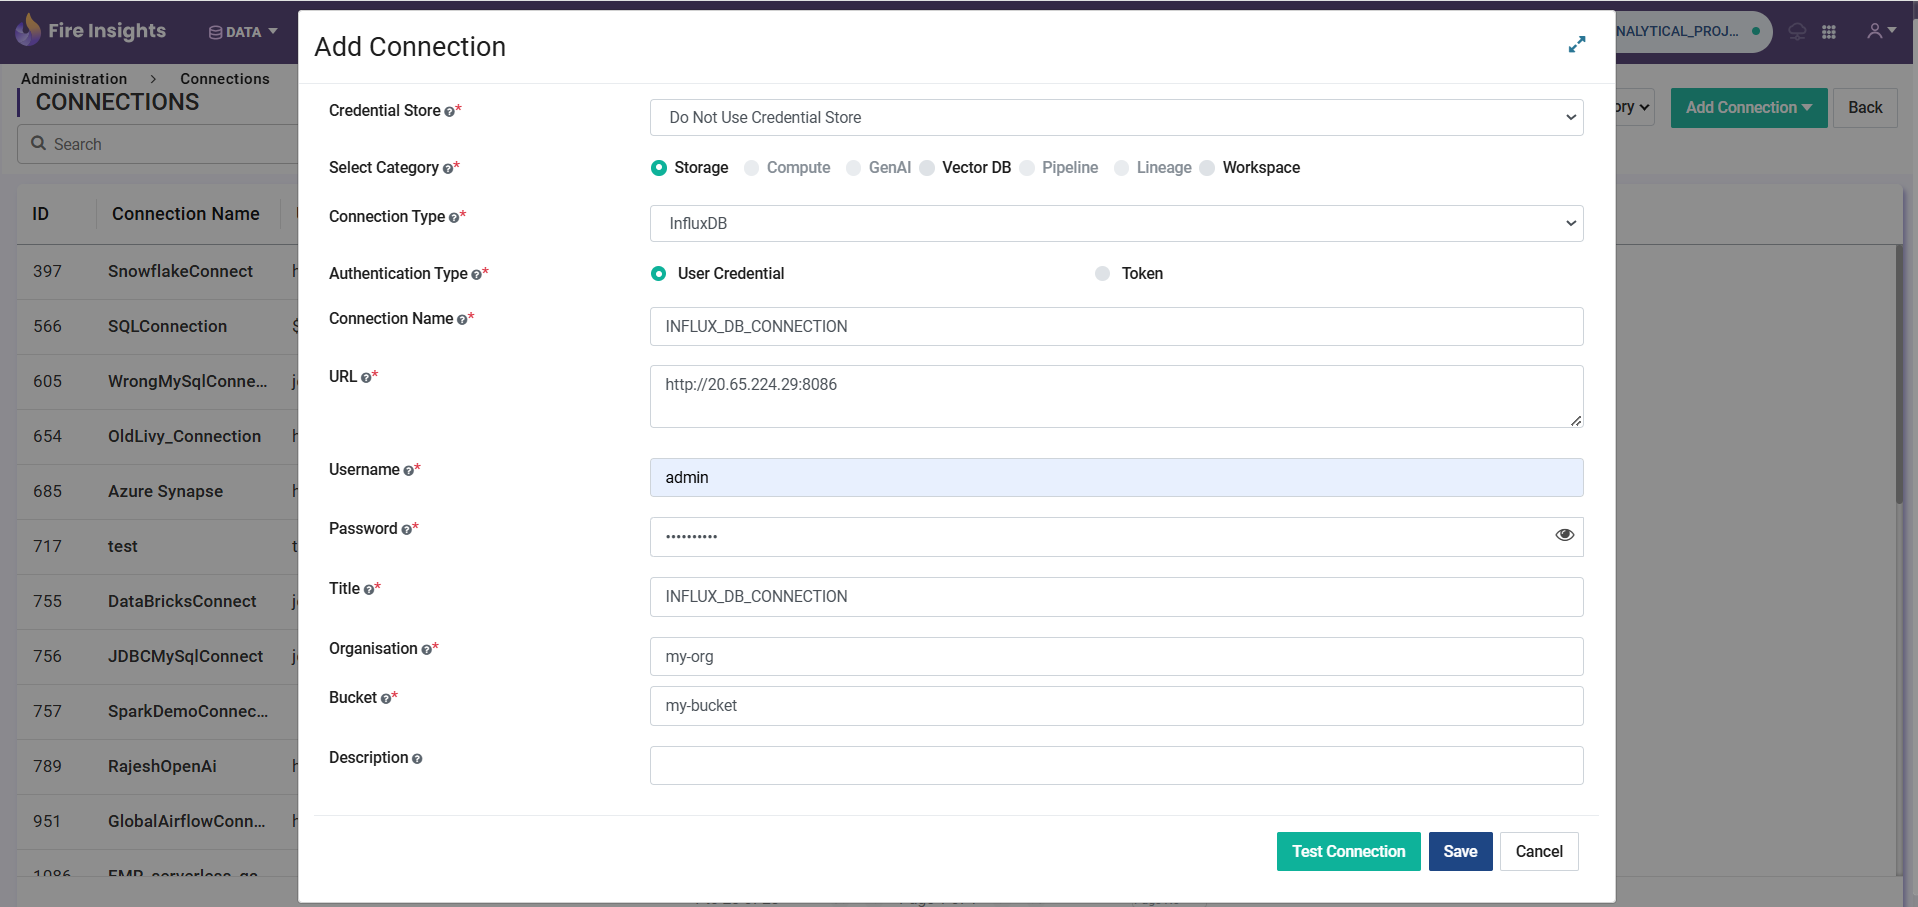 Fire Insights
DATA
NALYTICAL_PROJ...
Administration > Connections
CONNECTIONS
Search
ory
Add Connection
Back
ID
Connection Name
397 SnowflakeConnect h
566 SQLConnection $
605 WrongMySqlConne... j
654 OldLivy_Connection h
685 Azure Synapse h
717 test t
755 DataBricksConnect j
756 JDBCMySqlConnect j
757 SparkDemoConnec...
789 RajeshOpenAi h
951 GlobalAirflowConn... h
Add Connection
Credential Store ?*
Do Not Use Credential Store
Select Category ?*
Storage Compute GenAI Vector DB Pipeline Lineage Workspace
Connection Type ?*
InfluxDB
Authentication Type ?*
User Credential Token
Connection Name ?*
INFLUX_DB_CONNECTION
URL ?*
http://20.65.224.29:8086
Username ?*
admin
Password ?*
••••••••••
Title ?*
INFLUX_DB_CONNECTION
Organisation ?*
my-org
Bucket ?*
my-bucket
Description ?
Test Connection
Save
Cancel